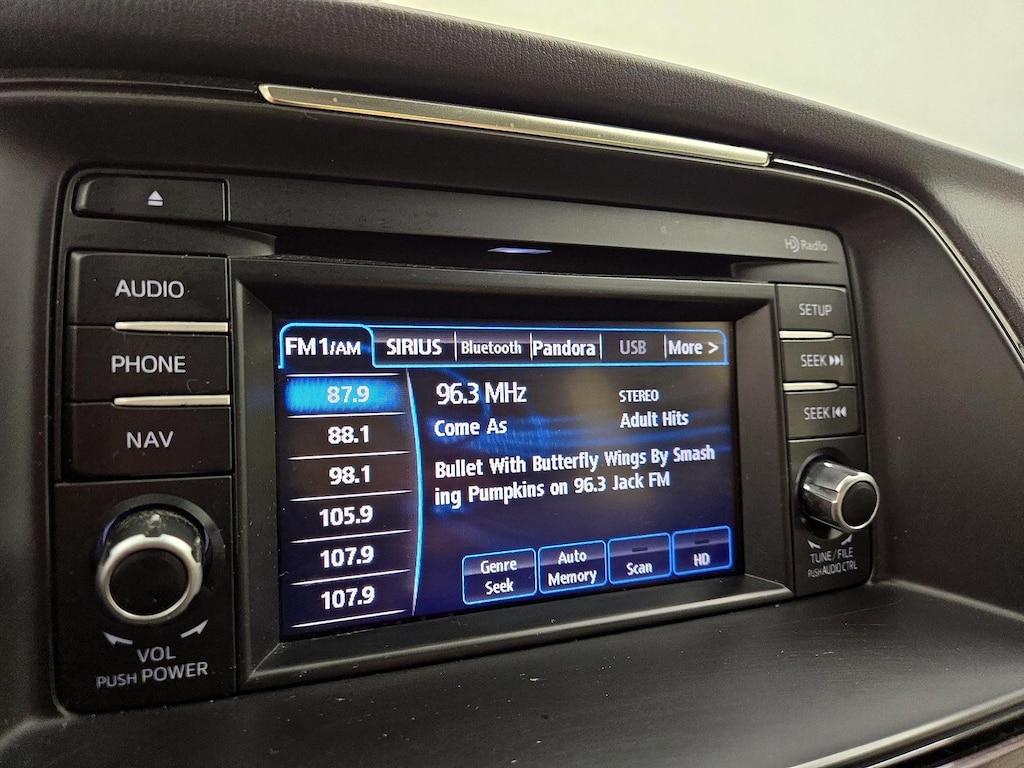 HD Radio
AUDIO
PHONE
NAV
VOL
PUSH POWER
FM1/AM
SIRIUS
Bluetooth
Pandora
USB
More >
87.9
88.1
98.1
105.9
107.9
107.9
96.3 MHz
STEREO
Come As
Adult Hits
Bullet With Butterfly Wings By Smash
ing Pumpkins on 96.3 Jack FM
Genre
Seek
Auto
Memory
Scan
HD
SETUP
SEEK
SEEK
TUNE/FILE
PUSH AUDIO CTRL